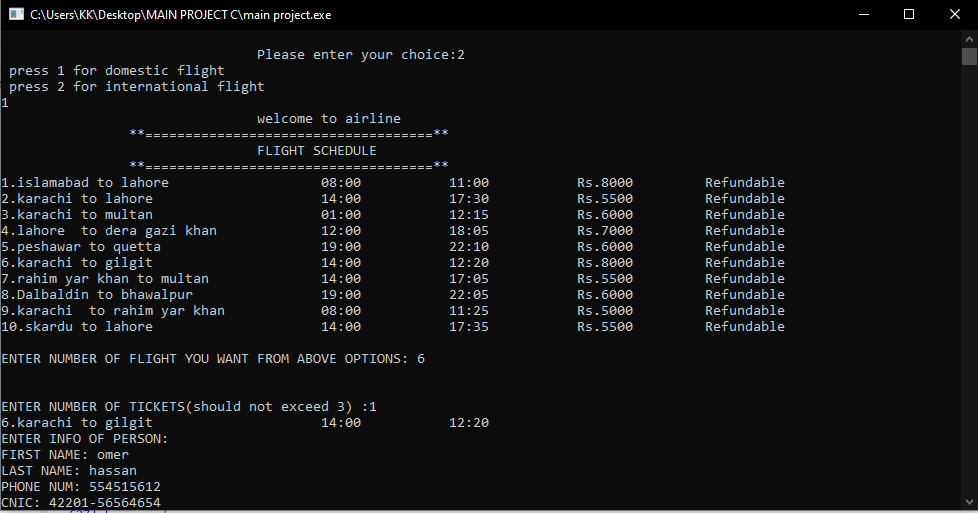 C:\Users\KK\Desktop\MAIN PROJECT C\main project.exe
Please enter your choice:2
press 1 for domestic flight
press 2 for international flight
1
welcome to airline
**====================================**
FLIGHT SCHEDULE
**====================================**
1.islamabad to lahore 08:00 11:00 Rs.8000 Refundable
2.karachi to lahore 14:00 17:30 Rs.5500 Refundable
3.karachi to multan 01:00 12:15 Rs.6000 Refundable
4.lahore  to dera gazi khan 12:00 18:05 Rs.7000 Refundable
5.peshawar to quetta 19:00 22:10 Rs.6000 Refundable
6.karachi to gilgit 14:00 12:20 Rs.8000 Refundable
7.rahim yar khan to multan 14:00 17:05 Rs.5500 Refundable
8.Dalbaldin to bhawalpur 19:00 22:05 Rs.6000 Refundable
9.karachi  to rahim yar khan 08:00 11:25 Rs.5000 Refundable
10.skardu to lahore 14:00 17:35 Rs.5500 Refundable
ENTER NUMBER OF FLIGHT YOU WANT FROM ABOVE OPTIONS: 6
ENTER NUMBER OF TICKETS(should not exceed 3) :1
6.karachi to gilgit 14:00 12:20
ENTER INFO OF PERSON:
FIRST NAME: omer
LAST NAME: hassan
PHONE NUM: 554515612
CNIC: 42201-56564654